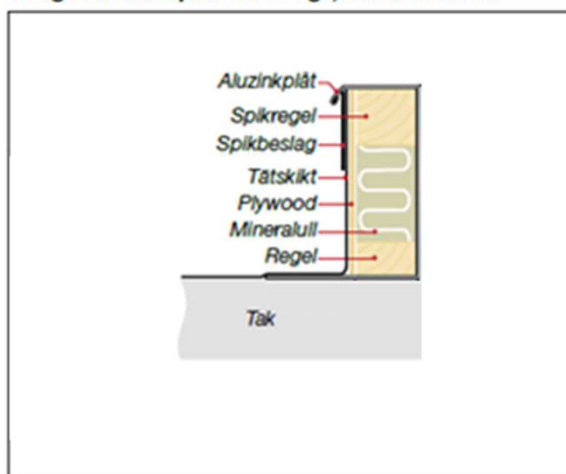 Aluzinkplåt
Spikregel
Spikbeslag
Tätskikt
Plywood
Mineralull
Regel
Tak